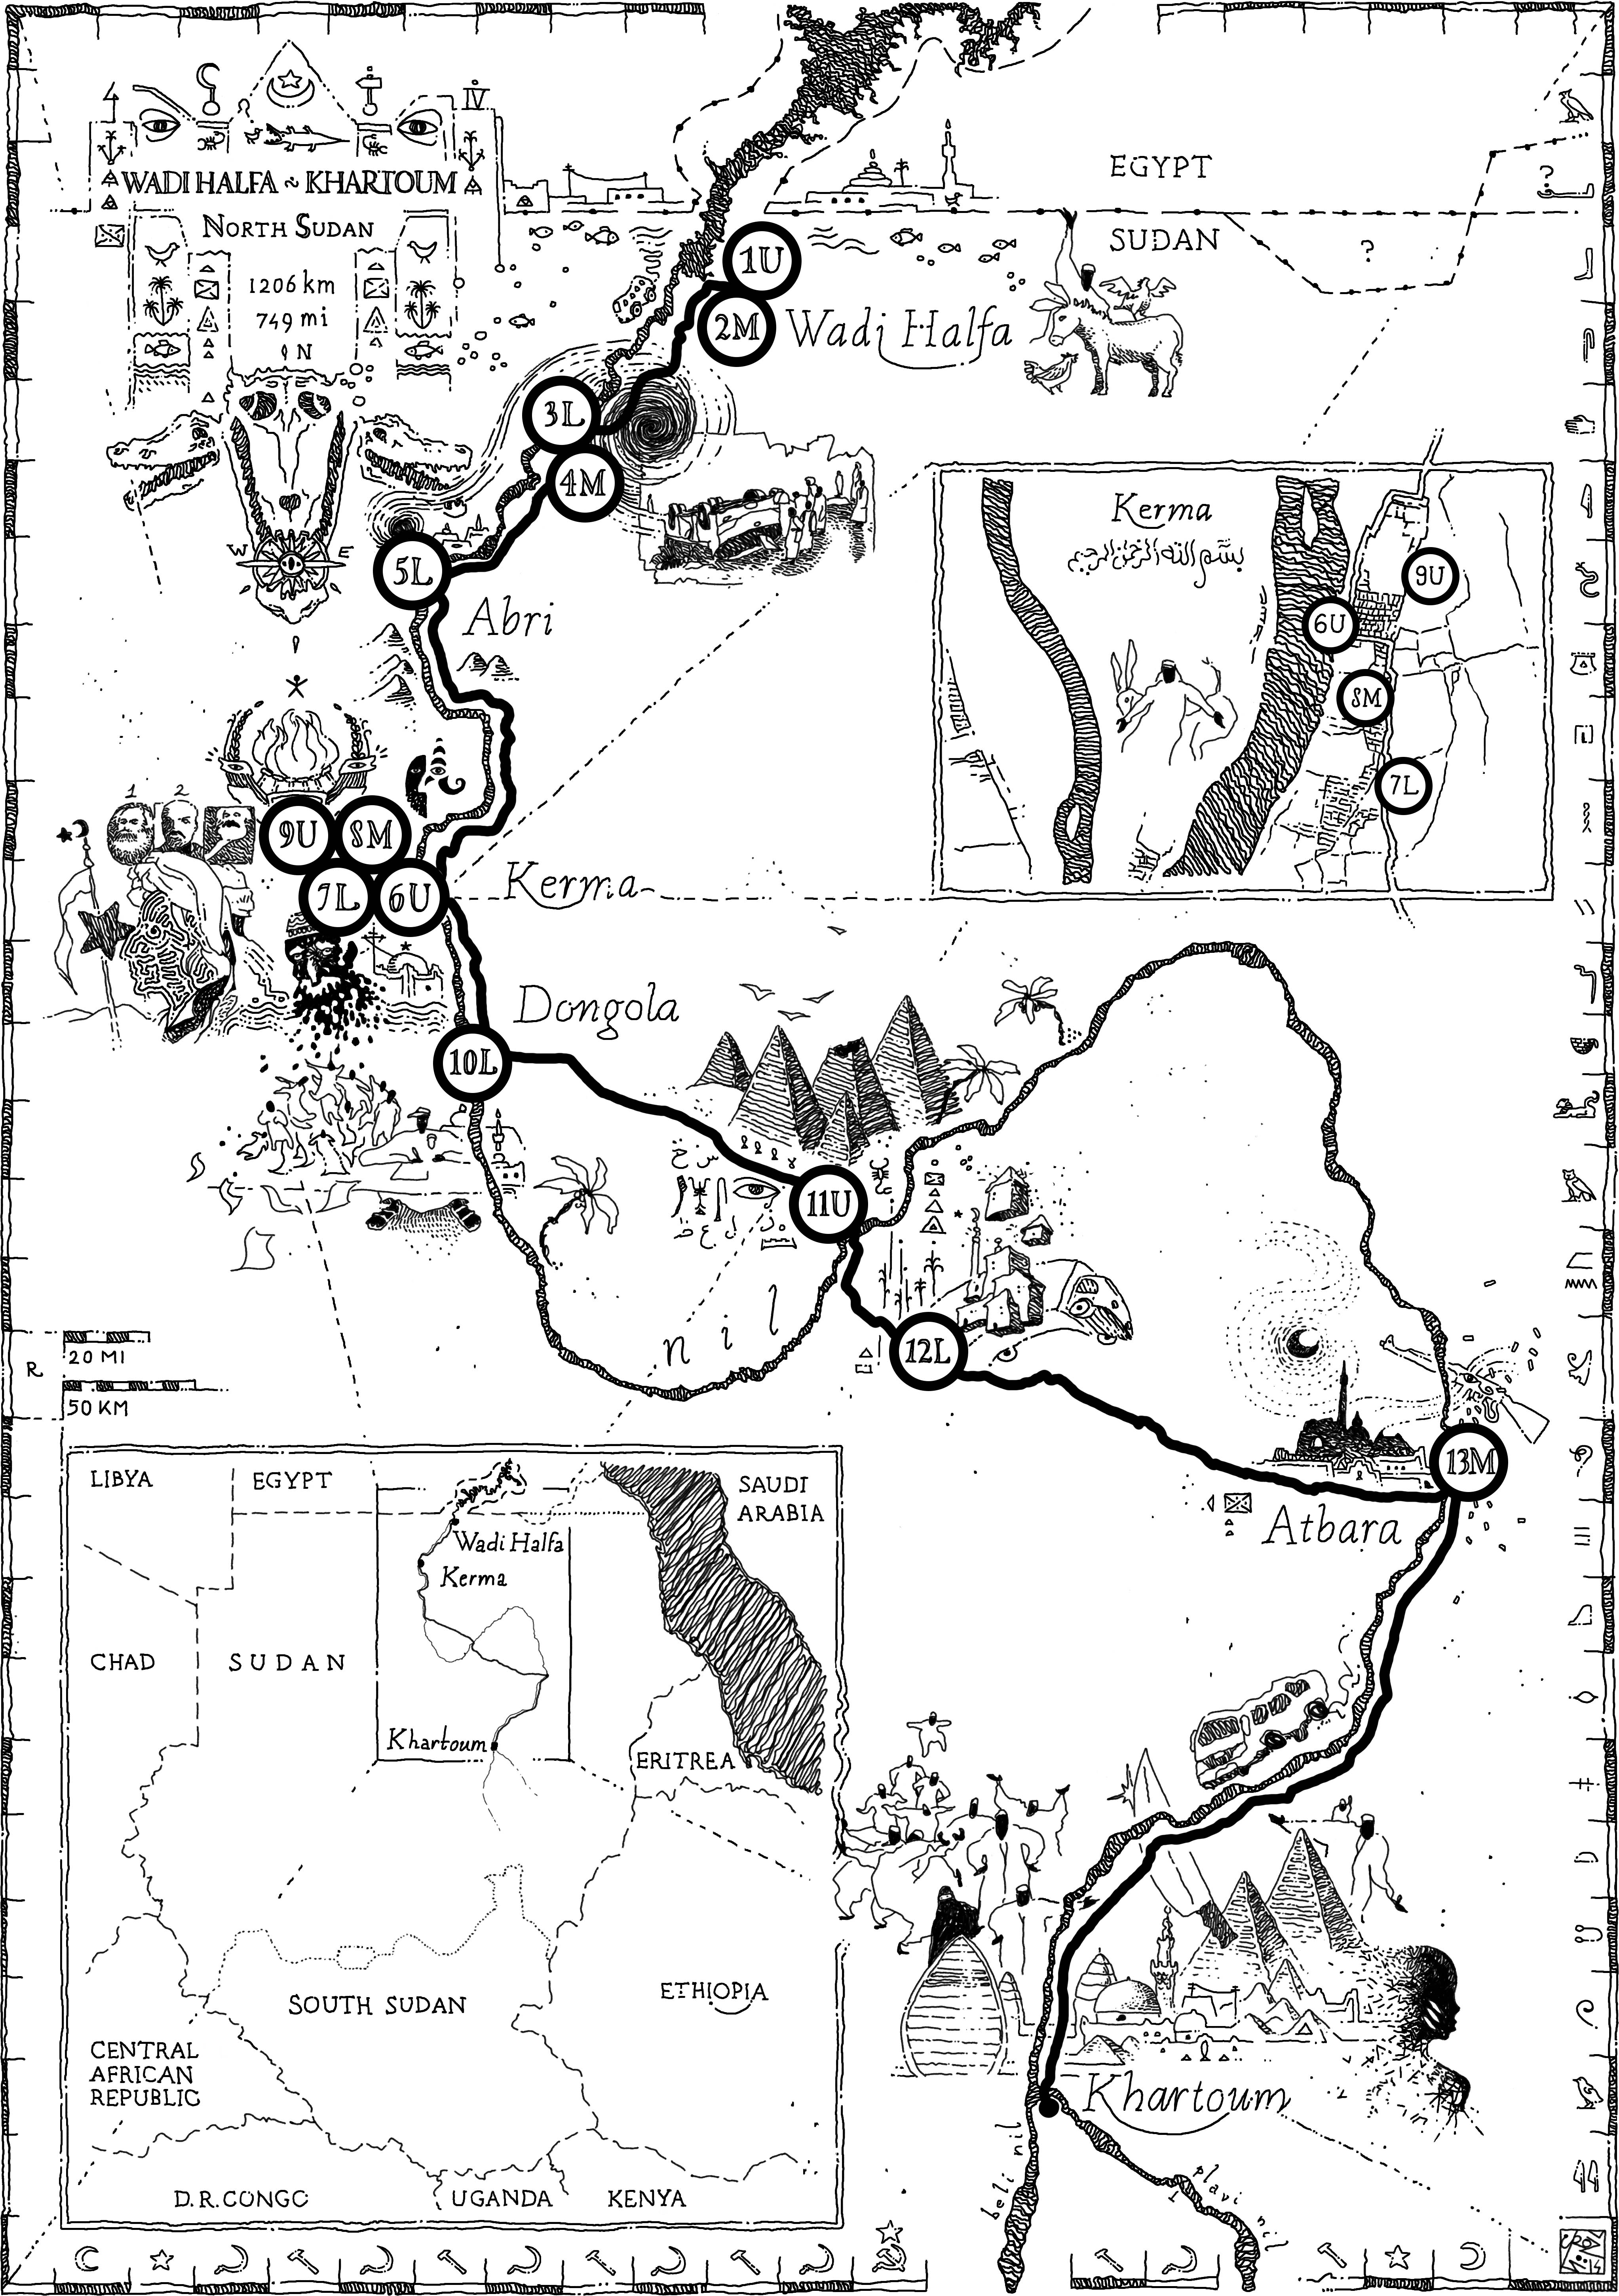 IV
WADI HALFA ~ KHARTOUM
NORTH SUDAN
1206 km
749 mi
N
W
E
EGYPT
SUDAN
?
?
1U
2M
Wadi Halfa
3L
4M
5L
Abri
Kerma
بسم الله الرحمن الرحيم
9U
6U
8M
7L
1
2
9U
8M
7L
6U
Kerma
Dongola
10L
11U
nil
12L
20 MI
R
50 KM
13M
Atbara
LIBYA
EGYPT
SAUDI
ARABIA
Wadi Halfa
Kerma
CHAD
SUDAN
Khartoum
ERITREA
SOUTH SUDAN
ETHIOPIA
CENTRAL
AFRICAN
REPUBLIC
D.R.CONGO
UGANDA
KENYA
Khartoum
beli nil
plavi nil